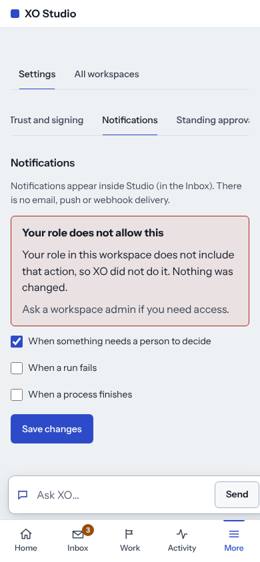 XO Studio
Settings All workspaces
Trust and signing Notifications Standing approv
Notifications
Notifications appear inside Studio (in the Inbox). There
is no email, push or webhook delivery.
Your role does not allow this
Your role in this workspace does not include
that action, so XO did not do it. Nothing was
changed.
Ask a workspace admin if you need access.
When something needs a person to decide
When a run fails
When a process finishes
Save changes
Ask XO...
Send
3
Home Inbox Work Activity More